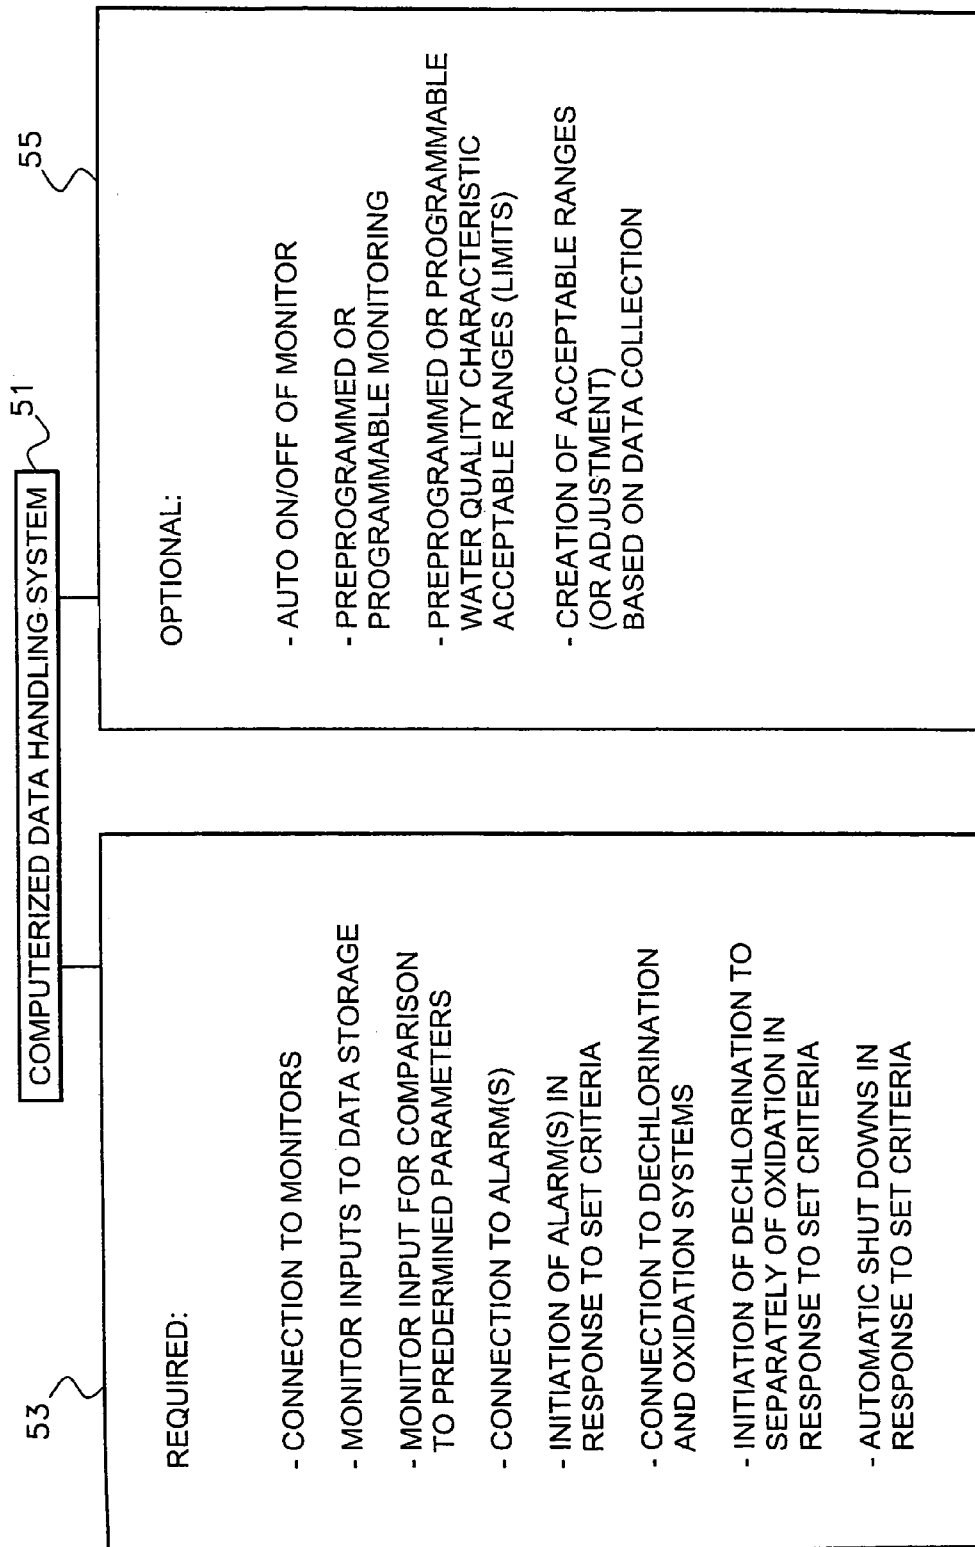 COMPUTERIZED DATA HANDLING SYSTEM
51
53
REQUIRED:
- CONNECTION TO MONITORS
- MONITOR INPUTS TO DATA STORAGE
- MONITOR INPUT FOR COMPARISON
TO PREDERMINED PARAMETERS
- CONNECTION TO ALARM(S)
- INITIATION OF ALARM(S) IN
RESPONSE TO SET CRITERIA
- CONNECTION TO DECHLORINATION
AND OXIDATION SYSTEMS
- INITIATION OF DECHLORINATION TO
SEPARATELY OF OXIDATION IN
RESPONSE TO SET CRITERIA
- AUTOMATIC SHUT DOWNS IN
RESPONSE TO SET CRITERIA
55
OPTIONAL:
- AUTO ON/OFF OF MONITOR
- PREPROGRAMMED OR
PROGRAMMABLE MONITORING
- PREPROGRAMMED OR PROGRAMMABLE
WATER QUALITY CHARACTERISTIC
ACCEPTABLE RANGES (LIMITS)
- CREATION OF ACCEPTABLE RANGES
(OR ADJUSTMENT)
BASED ON DATA COLLECTION